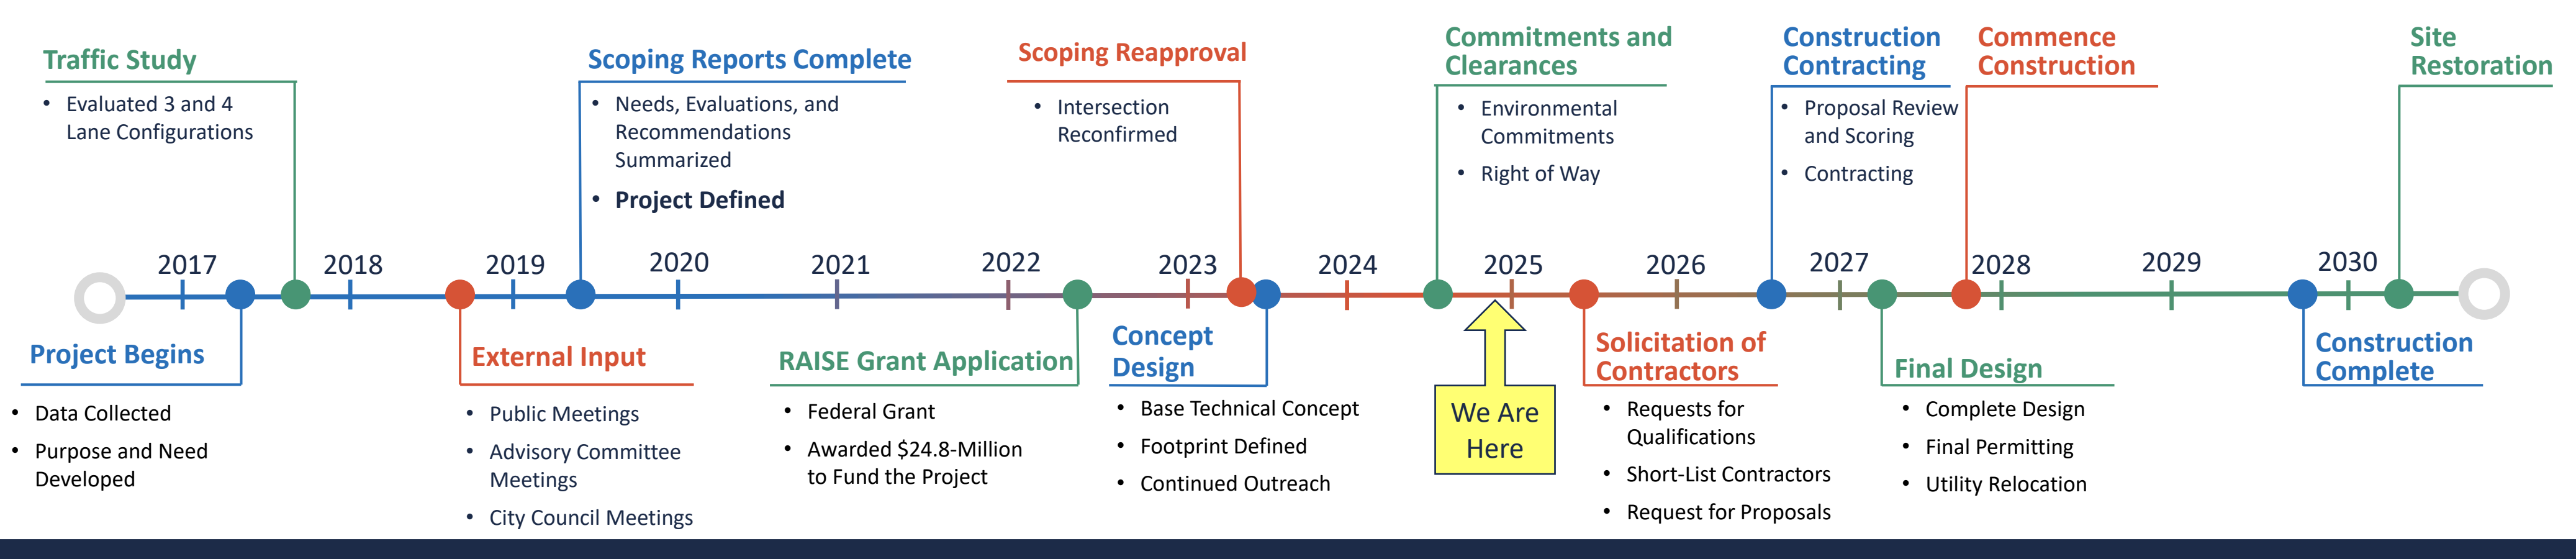 Traffic Study
• Evaluated 3 and 4
Lane Configurations
Scoping Reports Complete
• Needs, Evaluations, and
Recommendations
Summarized
• Project Defined
Scoping Reapproval
• Intersection
Reconfirmed
Commitments and
Clearances
• Environmental
Commitments
• Right of Way
Construction
Contracting
• Proposal Review
and Scoring
• Contracting
Commence
Construction
Site
Restoration
2017
2018
2019
2020
2021
2022
2023
2024
2025
2026
2027
2028
2029
2030
Project Begins
• Data Collected
• Purpose and Need
Developed
External Input
• Public Meetings
• Advisory Committee
Meetings
• City Council Meetings
RAISE Grant Application
• Federal Grant
• Awarded $24.8-Million
to Fund the Project
Concept
Design
• Base Technical Concept
• Footprint Defined
• Continued Outreach
We Are
Here
Solicitation of
Contractors
• Requests for
Qualifications
• Short-List Contractors
• Request for Proposals
Final Design
• Complete Design
• Final Permitting
• Utility Relocation
Construction
Complete